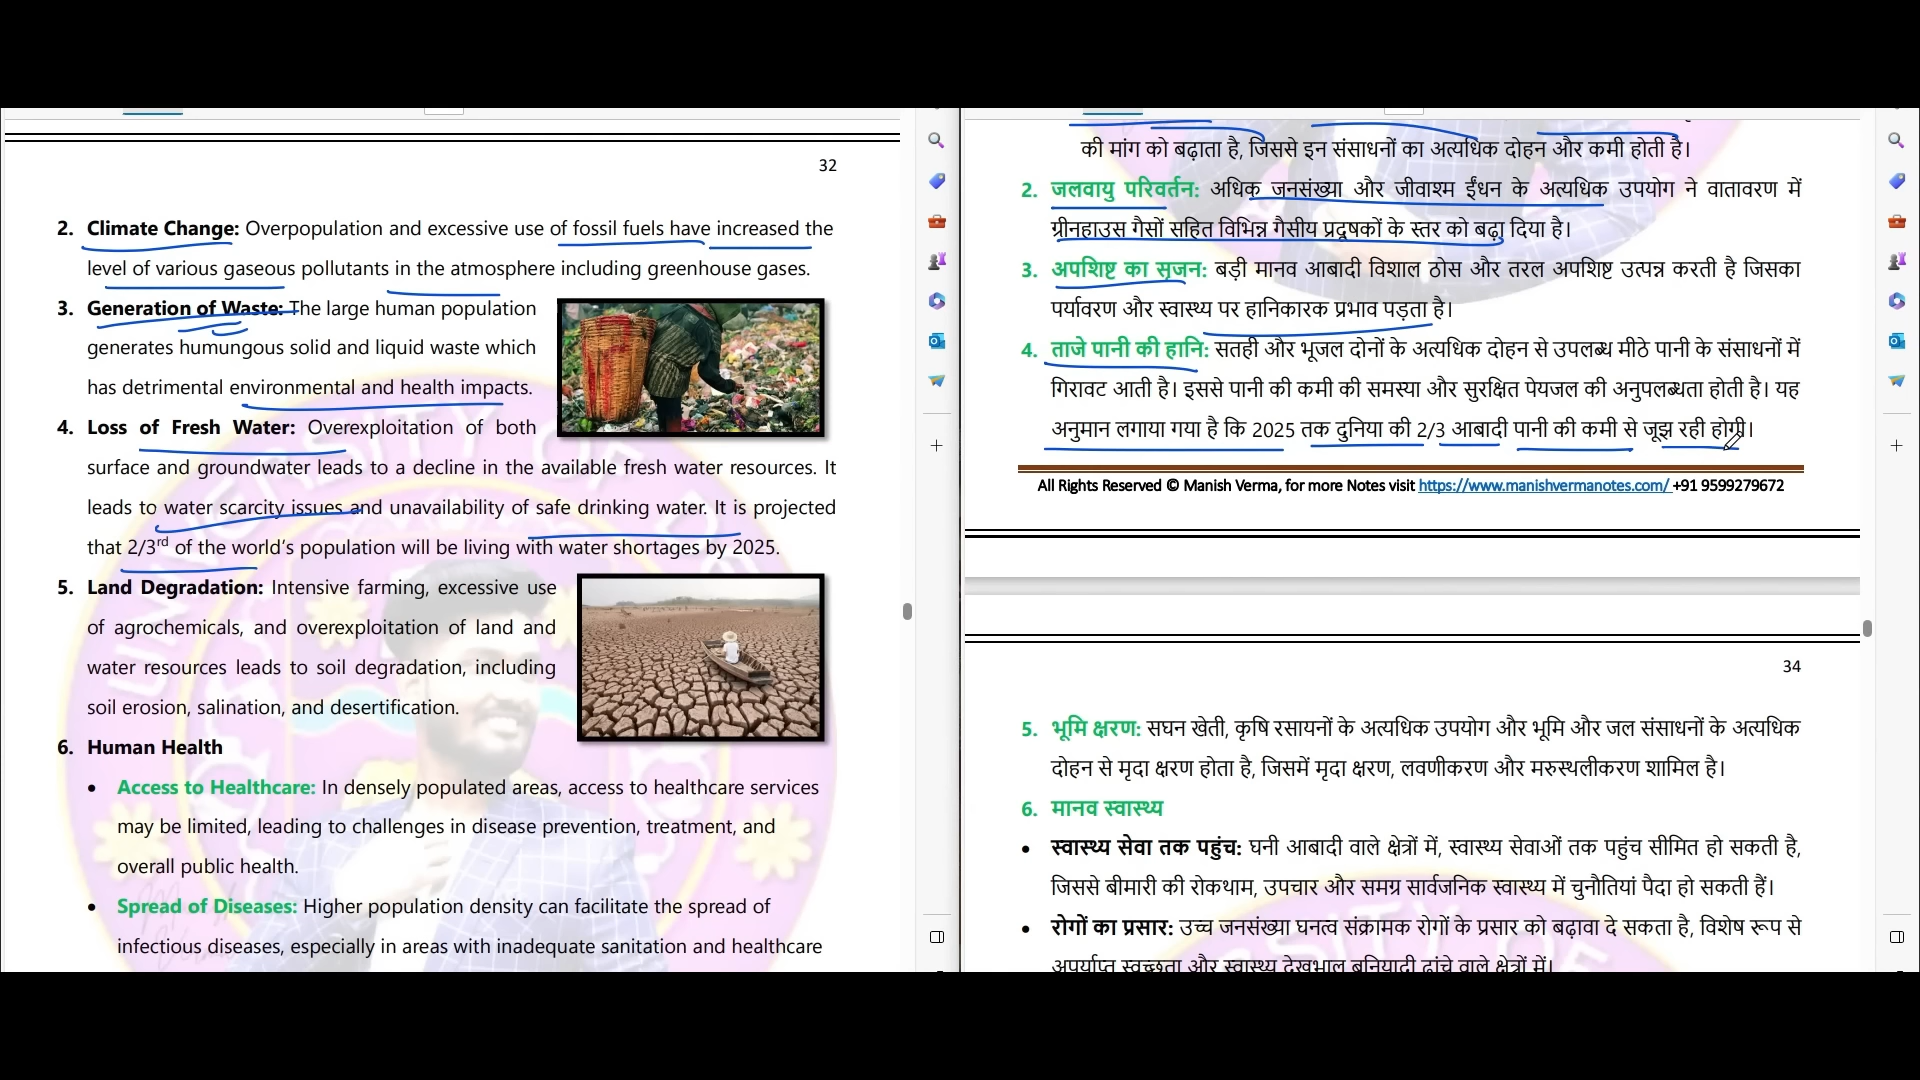 32
2. Climate Change: Overpopulation and excessive use of fossil fuels have increased the
level of various gaseous pollutants in the atmosphere including greenhouse gases.
3. Generation of Waste: The large human population
generates humungous solid and liquid waste which
has detrimental environmental and health impacts.
4. Loss of Fresh Water: Overexploitation of both
surface and groundwater leads to a decline in the available fresh water resources. It
leads to water scarcity issues and unavailability of safe drinking water. It is projected
that 2/3rd of the world’s population will be living with water shortages by 2025.
5. Land Degradation: Intensive farming, excessive use
of agrochemicals, and overexploitation of land and
water resources leads to soil degradation, including
soil erosion, salination, and desertification.
6. Human Health
• Access to Healthcare: In densely populated areas, access to healthcare services
may be limited, leading to challenges in disease prevention, treatment, and
overall public health.
• Spread of Diseases: Higher population density can facilitate the spread of
infectious diseases, especially in areas with inadequate sanitation and healthcare
की मांग को बढ़ाता है, जिससे इन संसाधनों का अत्यधिक दोहन और कमी होती है।
2. जलवायु परिवर्तन: अधिक जनसंख्या और जीवाश्म ईंधन के अत्यधिक उपयोग ने वातावरण में
ग्रीनहाउस गैसों सहित विभिन्न गैसीय प्रदूषकों के स्तर को बढ़ा दिया है।
3. अपशिष्ट का सृजन: बड़ी मानव आबादी विशाल ठोस और तरल अपशिष्ट उत्पन्न करती है जिसका
पर्यावरण और स्वास्थ्य पर हानिकारक प्रभाव पड़ता है।
4. ताजे पानी की हानि: सतही और भूजल दोनों के अत्यधिक दोहन से उपलब्ध मीठे पानी के संसाधनों में
गिरावट आती है। इससे पानी की कमी की समस्या और सुरक्षित पेयजल की अनुपलब्धता होती है। यह
अनुमान लगाया गया है कि 2025 तक दुनिया की 2/3 आबादी पानी की कमी से जूझ रही होगी।
All Rights Reserved © Manish Verma, for more Notes visit https://www.manishvermanotes.com/ +91 9599279672
34
5. भूमि क्षरण: सघन खेती, कृषि रसायनों के अत्यधिक उपयोग और भूमि और जल संसाधनों के अत्यधिक
दोहन से मृदा क्षरण होता है, जिसमें मृदा क्षरण, लवणीकरण और मरुस्थलीकरण शामिल है।
6. मानव स्वास्थ्य
• स्वास्थ्य सेवा तक पहुंच: घनी आबादी वाले क्षेत्रों में, स्वास्थ्य सेवाओं तक पहुंच सीमित हो सकती है,
जिससे बीमारी की रोकथाम, उपचार और समग्र सार्वजनिक स्वास्थ्य में चुनौतियां पैदा हो सकती हैं।
• रोगों का प्रसार: उच्च जनसंख्या घनत्व संक्रामक रोगों के प्रसार को बढ़ावा दे सकता है, विशेष रूप से
अपर्याप्त स्वच्छता और स्वास्थ्य देखभाल बुनियादी ढांचे वाले क्षेत्रों में।